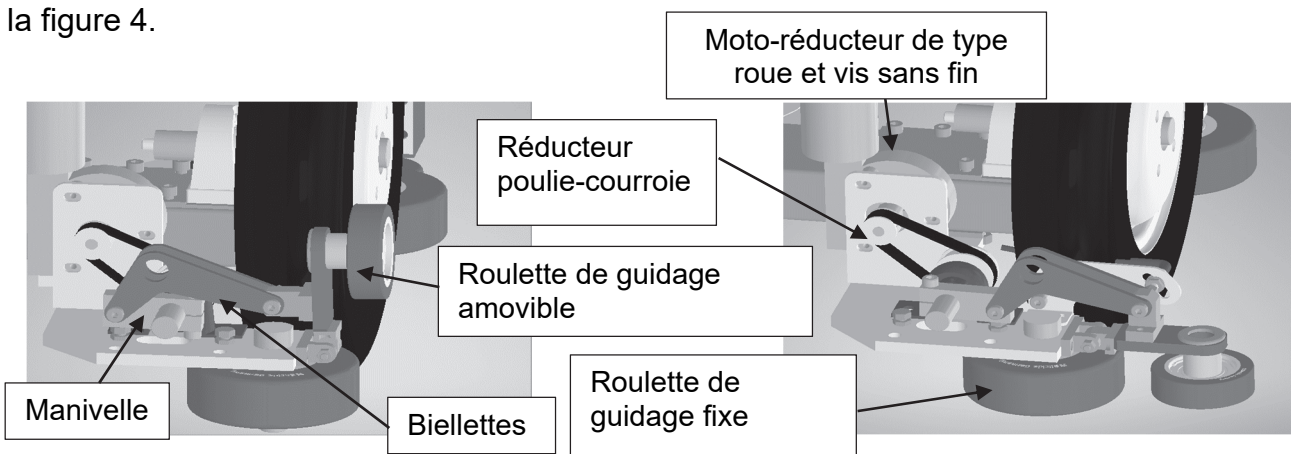 la figure 4.
Moto-réducteur de type
roue et vis sans fin
Réducteur
poulie-courroie
Roulette de guidage
amovible
Roulette de
guidage fixe
Manivelle
Biellettes